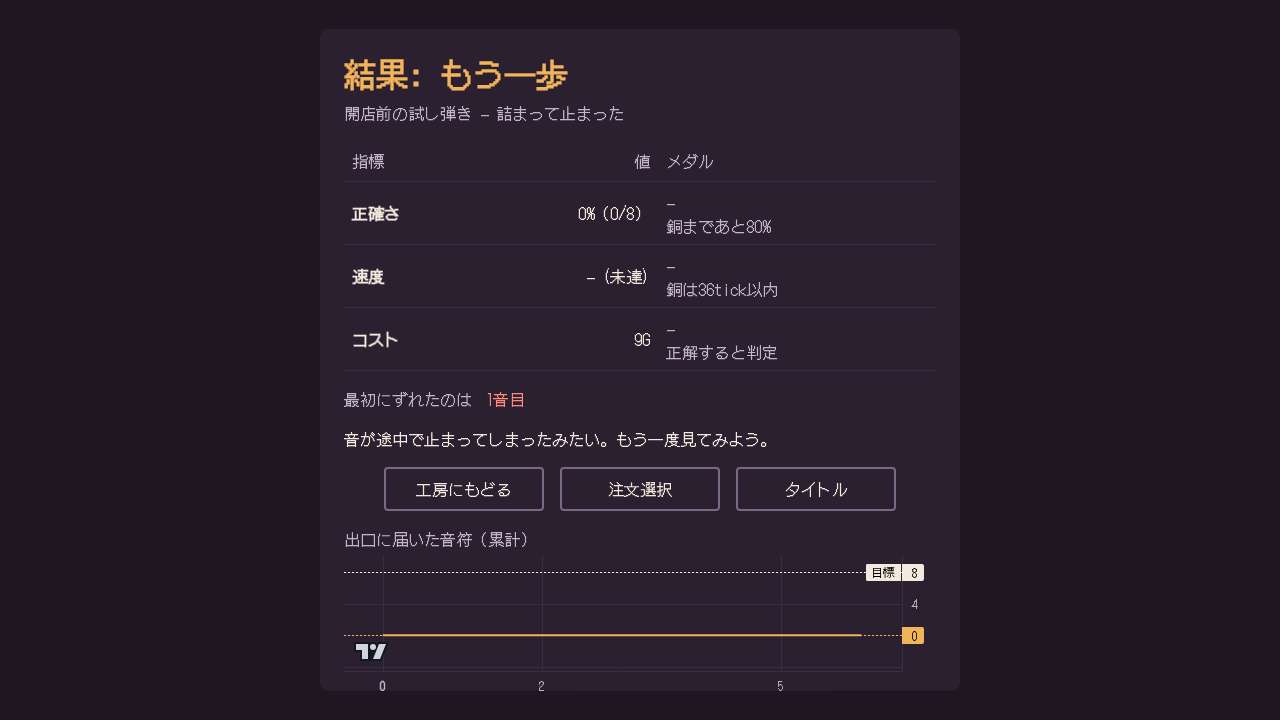 結果: もう一歩
開店前の試し弾き – 詰まって止まった
指標 値 メダル
正確さ 0% (0/8) –
銅まであと80%
速度 – (未達) –
銅は36tick以内
コスト 9G –
正解すると判定
最初にずれたのは 1音目
音が途中で止まってしまったみたい。もう一度見てみよう。
工房にもどる 注文選択 タイトル
出口に届いた音符（累計）
目標 8
4
0
0 2 5